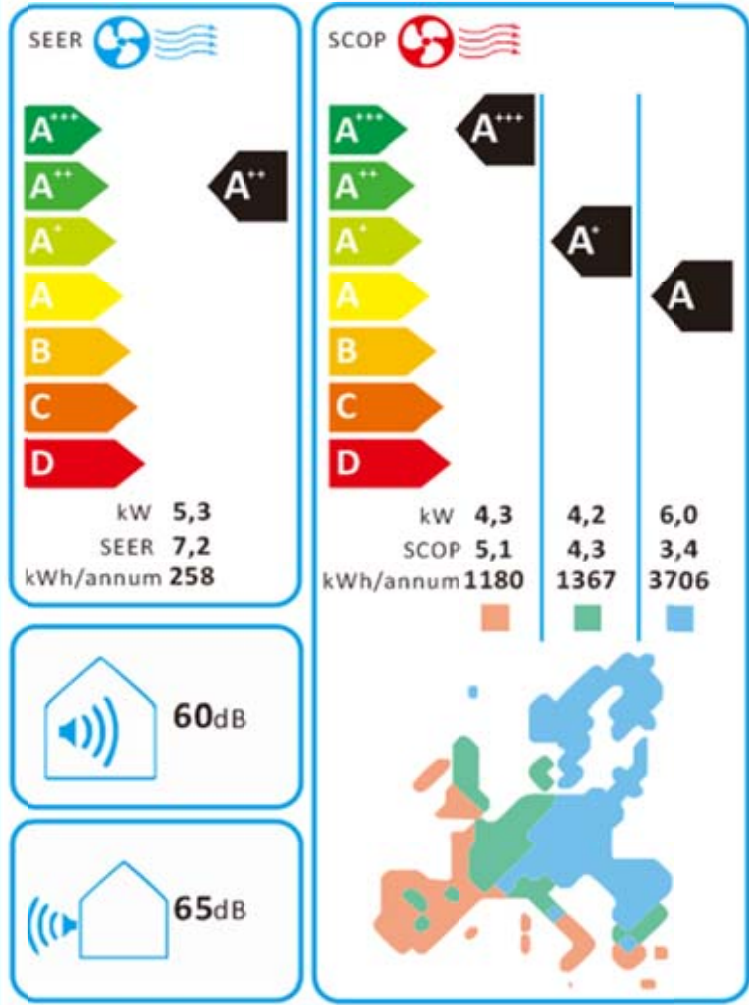 SEER
A+++
A++
A++
A+
A
B
C
D
kW 5,3
SEER 7,2
kWh/annum 258
60dB
65dB
SCOP
A+++
A+++
A++
A+
A+
A
A
B
C
D
kW 4,3 4,2 6,0
SCOP 5,1 4,3 3,4
kWh/annum 1180 1367 3706